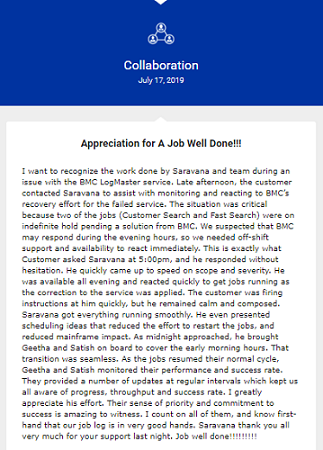 Collaboration
July 17, 2019
Appreciation for A Job Well Done!!!
I want to recognize the work done by Saravana and team during an
issue with the BMC LogMaster service. Late afternoon, the customer
contacted Saravana to assist with monitoring and reacting to BMC's
recovery effort for the failed service. The situation was critical
because two of the jobs (Customer Search and Fast Search) were on
indefinite hold pending a solution from BMC. We suspected that BMC
may respond during the evening hours, so we needed off-shift
support and availability to react immediately. This is exactly what
Customer asked Saravana at 5:00pm, and he responded without
hesitation. He quickly came up to speed on scope and severity. He
was available all evening and reacted quickly to get jobs running as
the correction to the service was applied. The customer was firing
instructions at him quickly, but he remained calm and composed.
Saravana got everything running smoothly. He even presented
scheduling ideas that reduced the effort to restart the jobs, and
reduced mainframe impact. As midnight approached, he brought
Geetha and Satish on board to cover the early morning hours. That
transition was seamless. As the jobs resumed their normal cycle,
Geetha and Satish monitored their performance and success rate.
They provided a number of updates at regular intervals which kept us
all aware of progress, throughput and success rate. I greatly
appreciate his effort. Their sense of priority and commitment to
success is amazing to witness. I count on all of them, and know first-
hand that our job log is in very good hands. Saravana thank you all
very much for your support last night. Job well done!!!!!!!!!